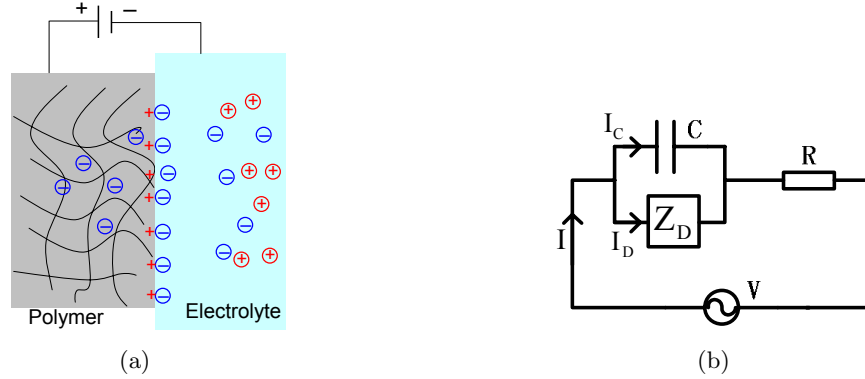 + −
Polymer
Electrolyte
(a)
I_C C
R
I
I_D Z_D
V
(b)